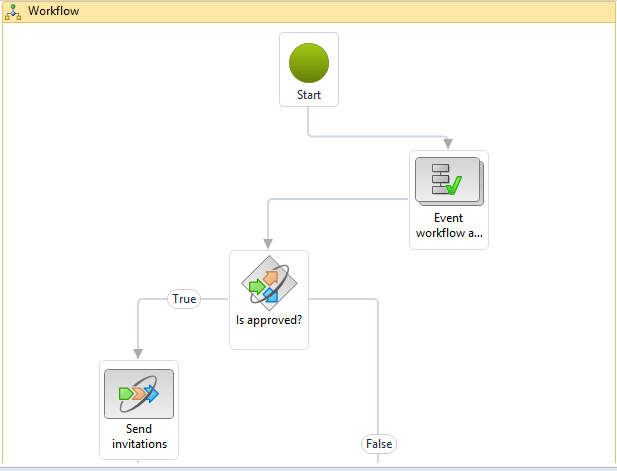 Workflow
Start
Event
workflow a...
Is approved?
True
Send
invitations
False